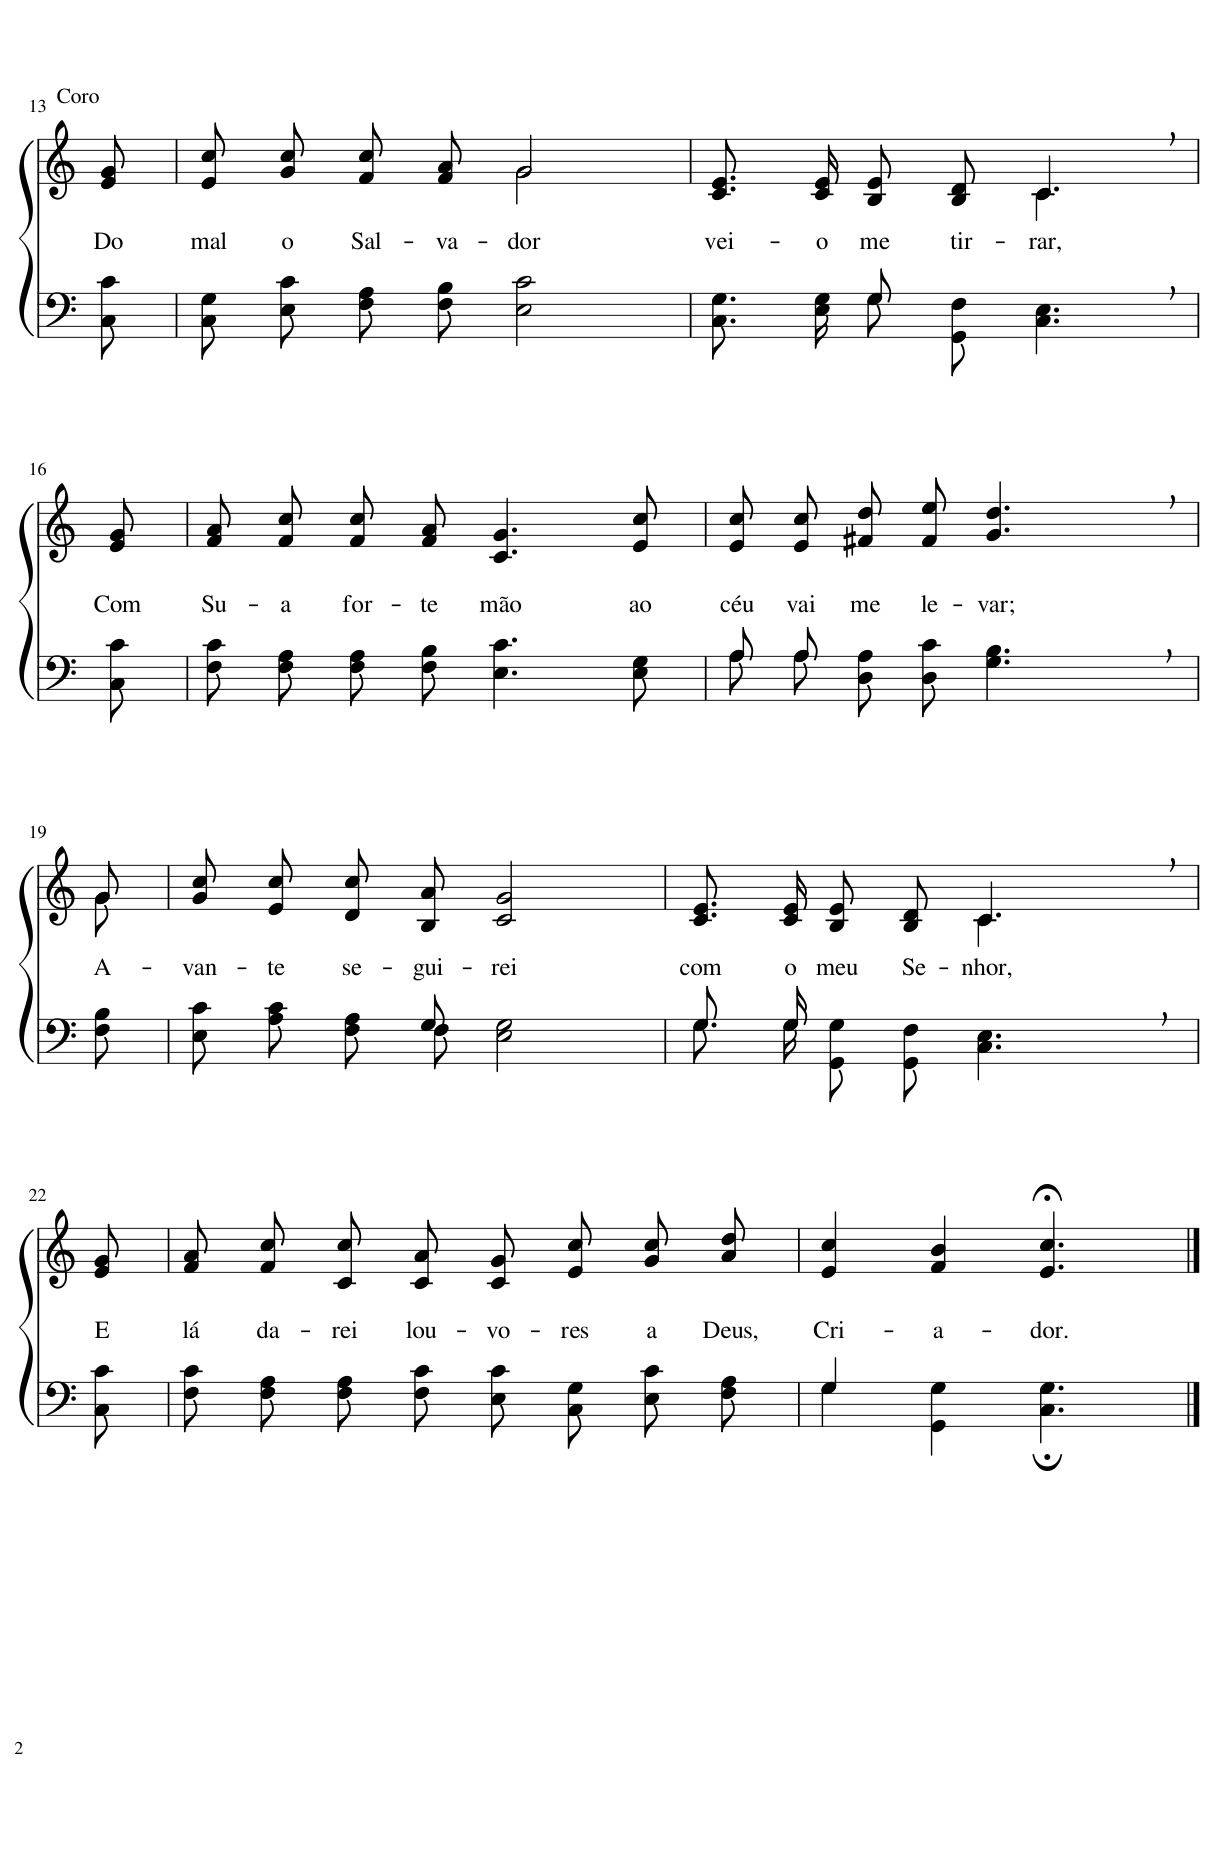 Coro
13
Do mal o Sal - va - dor vei - o me tir - rar,
16
Com Su - a for - te mão ao céu vai me le - var;
19
A - van - te se - gui - rei com o meu Se - nhor,
22
E lá da - rei lou - vo - res a Deus, Cri - a - dor.
2